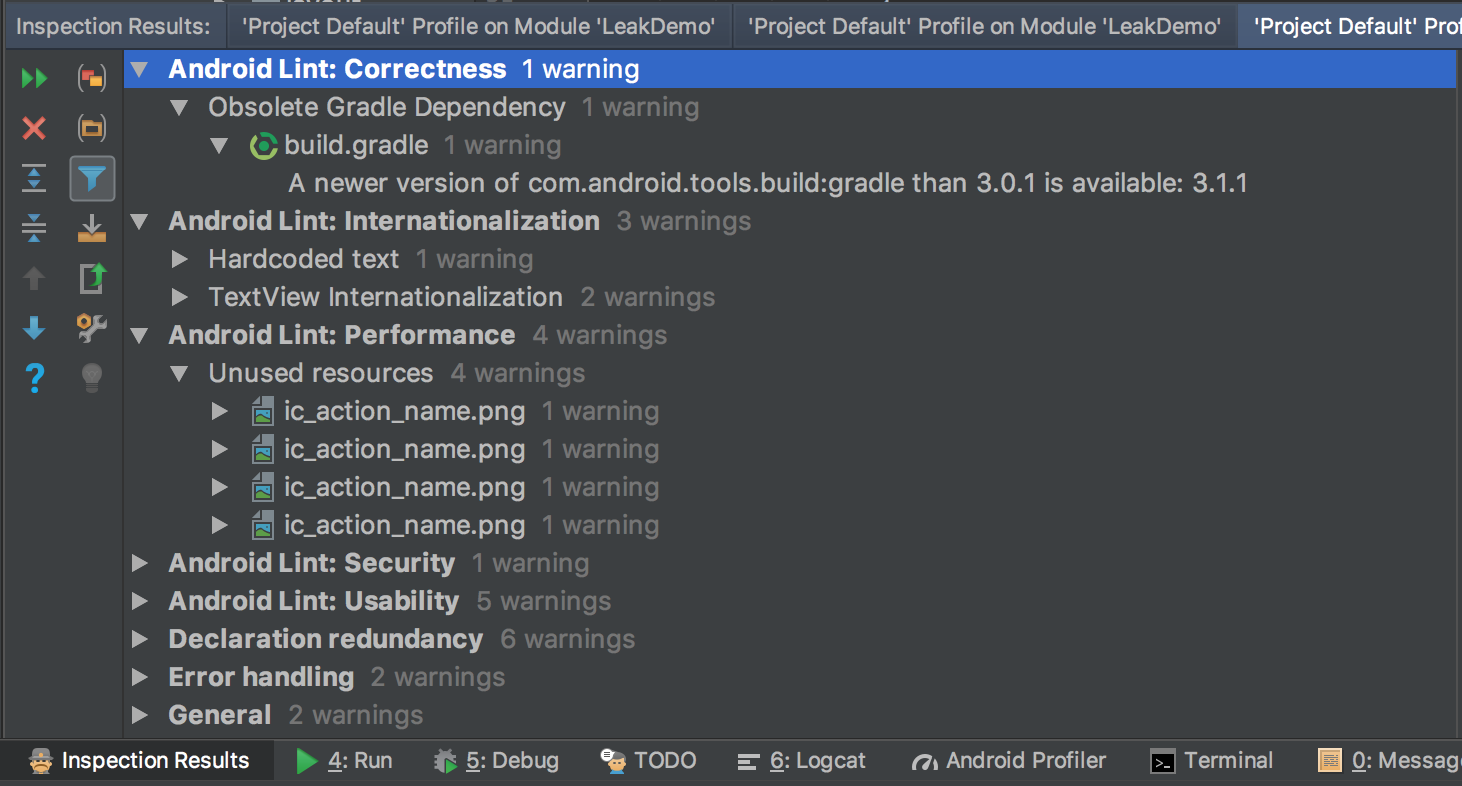 Inspection Results: 'Project Default' Profile on Module 'LeakDemo' 'Project Default' Profile on Module 'LeakDemo' 'Project Default'
Android Lint: Correctness 1 warning
Obsolete Gradle Dependency 1 warning
build.gradle 1 warning
A newer version of com.android.tools.build:gradle than 3.0.1 is available: 3.1.1
Android Lint: Internationalization 3 warnings
Hardcoded text 1 warning
TextView Internationalization 2 warnings
Android Lint: Performance 4 warnings
Unused resources 4 warnings
ic_action_name.png 1 warning
ic_action_name.png 1 warning
ic_action_name.png 1 warning
ic_action_name.png 1 warning
Android Lint: Security 1 warning
Android Lint: Usability 5 warnings
Declaration redundancy 6 warnings
Error handling 2 warnings
General 2 warnings
Inspection Results 4: Run 5: Debug TODO 6: Logcat Android Profiler Terminal 0: Messag